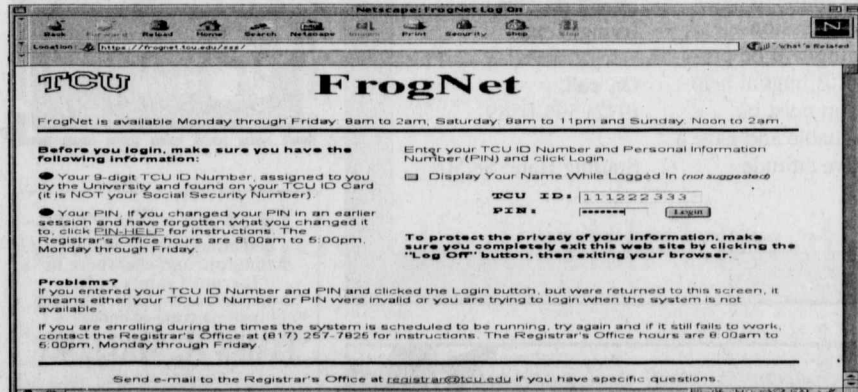 Netscape: FrogNet Log On
Back Forward Reload Home Search Netscape Images Print Security Shop Stop
Location: https://frognet.tcu.edu/sss/ What's Related
TCU FrogNet
FrogNet is available Monday through Friday: 8am to 2am, Saturday: 8am to 11pm and Sunday: Noon to 2am.
Before you login, make sure you have the
following information:
Your 9-digit TCU ID Number, assigned to you
by the University and found on your TCU ID Card
(it is NOT your Social Security Number).
Your PIN. If you changed your PIN in an earlier
session and have forgotten what you changed it
to, click PIN-HELP for instructions. The
Registrar's Office hours are 8:00am to 5:00pm,
Monday through Friday.
Enter your TCU ID Number and Personal Information
Number (PIN) and click Login
Display Your Name While Logged In (not suggested)
TCU ID: 111222333
PIN: ••••••• Login
To protect the privacy of your information, make
sure you completely exit this web site by clicking the
"Log Off" button, then exiting your browser.
Problems?
If you entered your TCU ID Number and PIN and clicked the Login button, but were returned to this screen, it
means either your TCU ID Number or PIN were invalid or you are trying to login when the system is not
available.
If you are enrolling during the times the system is scheduled to be running, try again and if it still fails to work,
contact the Registrar's Office at (817) 257-7825 for instructions. The Registrar's Office hours are 8:00am to
5:00pm, Monday through Friday.
Send e-mail to the Registrar's Office at registrar@tcu.edu if you have specific questions.